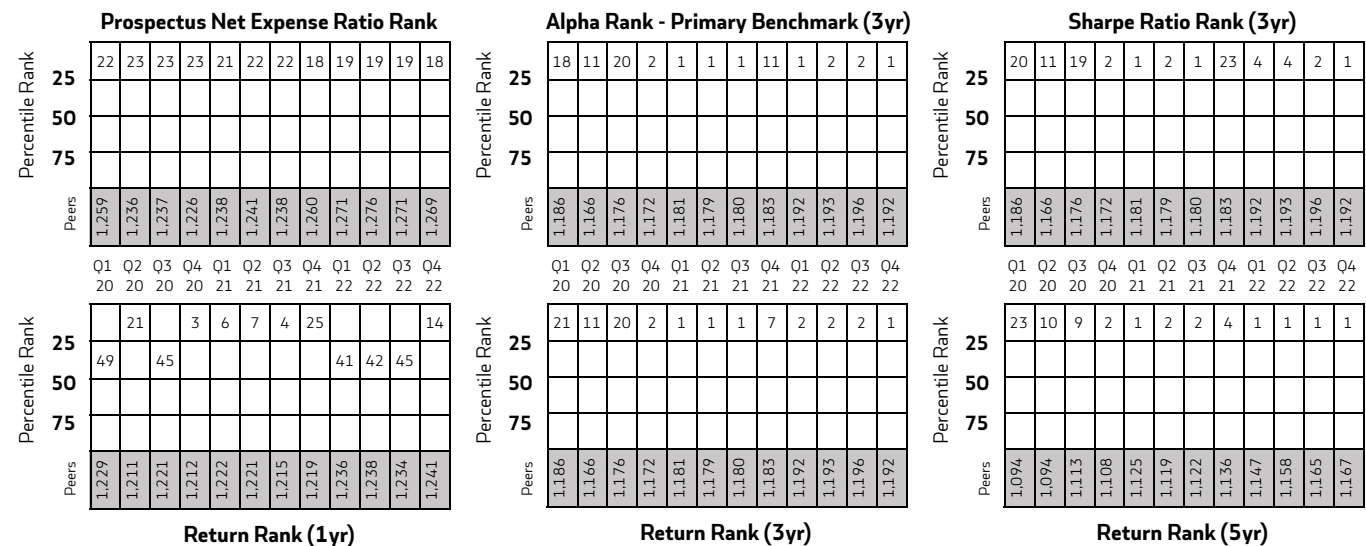 Prospectus Net Expense Ratio Rank
Percentile Rank
22 23 23 23 21 22 22 18 19 19 19 18
25
50
75
Peers
1,259 1,236 1,237 1,226 1,238 1,241 1,238 1,260 1,271 1,276 1,271 1,269
Q1 Q2 Q3 Q4 Q1 Q2 Q3 Q4 Q1 Q2 Q3 Q4
20 20 20 20 21 21 21 21 22 22 22 22
Alpha Rank - Primary Benchmark (3yr)
Percentile Rank
18 11 20 2 1 1 1 11 1 2 2 1
25
50
75
Peers
1,186 1,166 1,176 1,172 1,181 1,179 1,180 1,183 1,192 1,193 1,196 1,192
Q1 Q2 Q3 Q4 Q1 Q2 Q3 Q4 Q1 Q2 Q3 Q4
20 20 20 20 21 21 21 21 22 22 22 22
Sharpe Ratio Rank (3yr)
Percentile Rank
20 11 19 2 1 2 1 23 4 4 2 1
25
50
75
Peers
1,186 1,166 1,176 1,172 1,181 1,179 1,180 1,183 1,192 1,193 1,196 1,192
Q1 Q2 Q3 Q4 Q1 Q2 Q3 Q4 Q1 Q2 Q3 Q4
20 20 20 20 21 21 21 21 22 22 22 22
Percentile Rank
21 3 6 7 4 25 14
25
49 45 41 42 45
50
75
Peers
1,229 1,211 1,221 1,212 1,222 1,221 1,215 1,219 1,236 1,238 1,234 1,241
Return Rank (1yr)
Percentile Rank
21 11 20 2 1 1 1 7 2 2 2 1
25
50
75
Peers
1,186 1,166 1,176 1,172 1,181 1,179 1,180 1,183 1,192 1,193 1,196 1,192
Return Rank (3yr)
Percentile Rank
23 10 9 2 1 2 2 4 1 1 1 1
25
50
75
Peers
1,094 1,094 1,113 1,108 1,125 1,119 1,122 1,136 1,147 1,158 1,165 1,167
Return Rank (5yr)